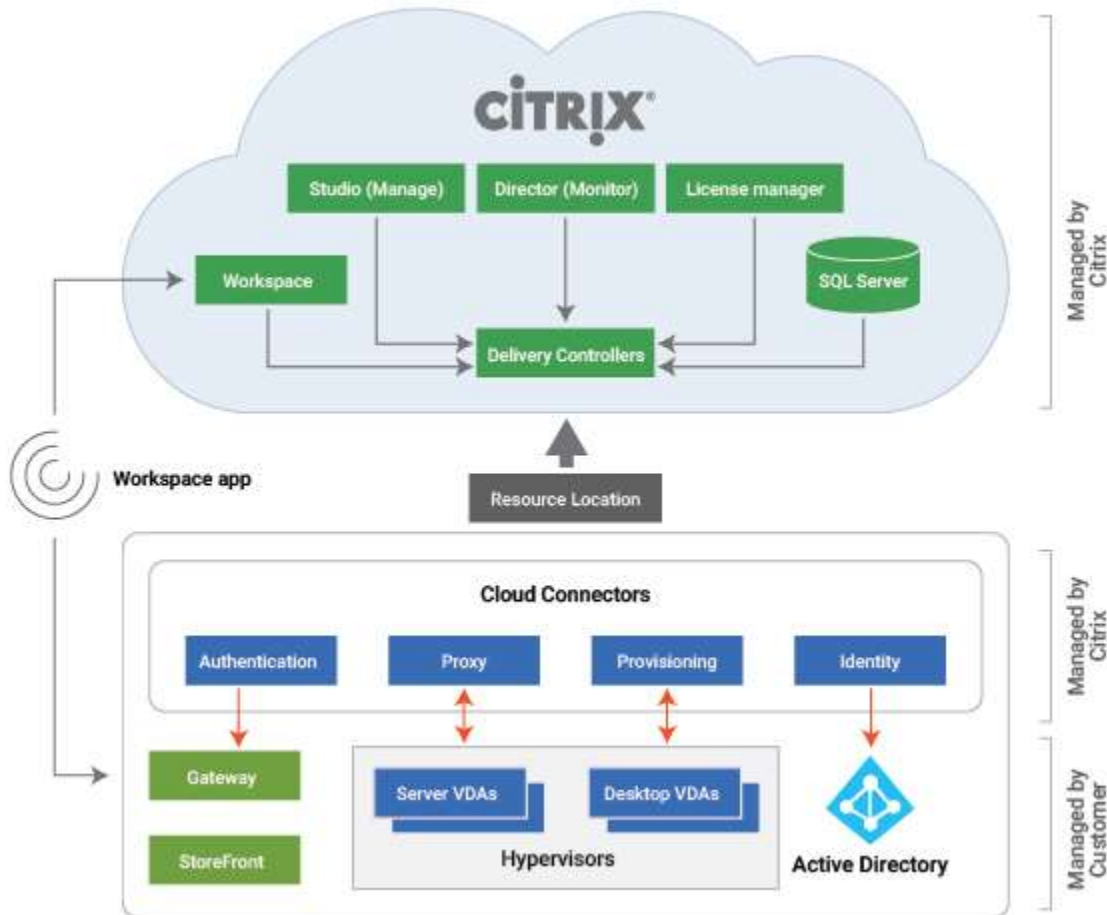 CİTRIX®
Studio (Manage)
Director (Monitor)
License manager
Workspace
SQL Server
Delivery Controllers
Managed by
Citrix
Workspace app
Resource Location
Cloud Connectors
Authentication
Proxy
Provisioning
Identity
Managed by
Citrix
Gateway
Server VDAs
Desktop VDAs
StoreFront
Hypervisors
Active Directory
Managed by
Customer